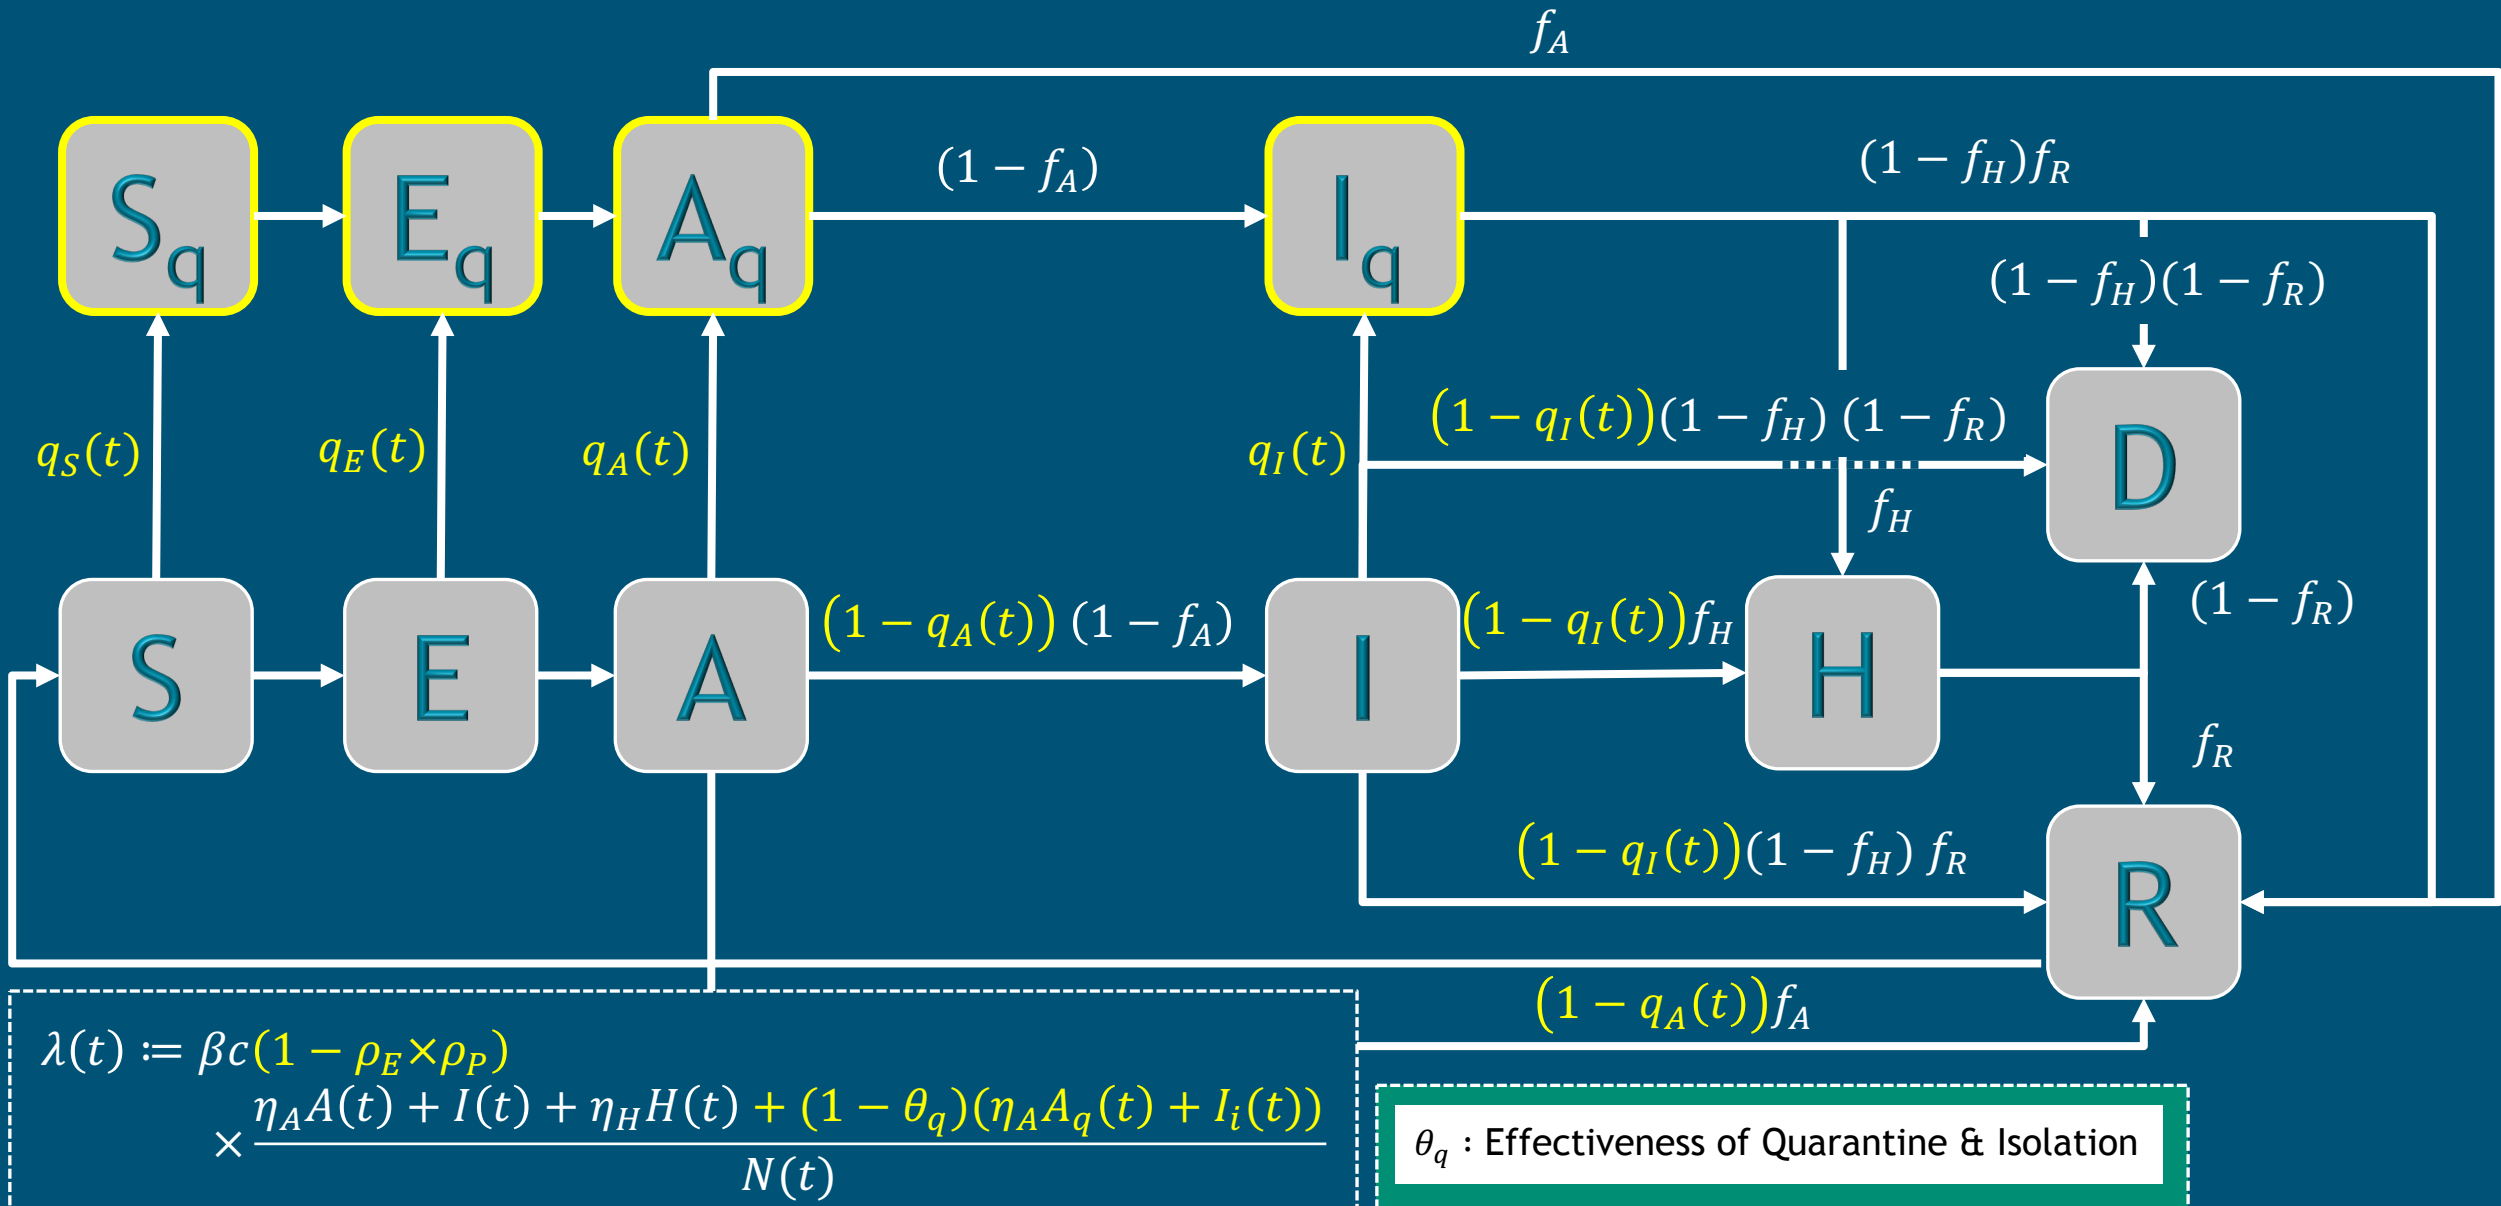 f_A
(1 − f_A)
(1 − f_H)f_R
S_q
E_q
A_q
I_q
(1 − f_H)(1 − f_R)
(1 − q_I(t))(1 − f_H) (1 − f_R)
q_S(t)
q_E(t)
q_A(t)
q_I(t)
D
f_H
(1 − q_A(t)) (1 − f_A)
(1 − q_I(t))f_H
(1 − f_R)
S
E
A
I
H
f_R
(1 − q_I(t))(1 − f_H) f_R
R
(1 − q_A(t))f_A
λ(t) ≔ βc(1 − ρ_E×ρ_P)
× \frac{η_A A(t) + I(t) + η_H H(t) + (1 − θ_q)(η_A A_q(t) + I_i(t))}{N(t)}
θ_q : Effectiveness of Quarantine & Isolation